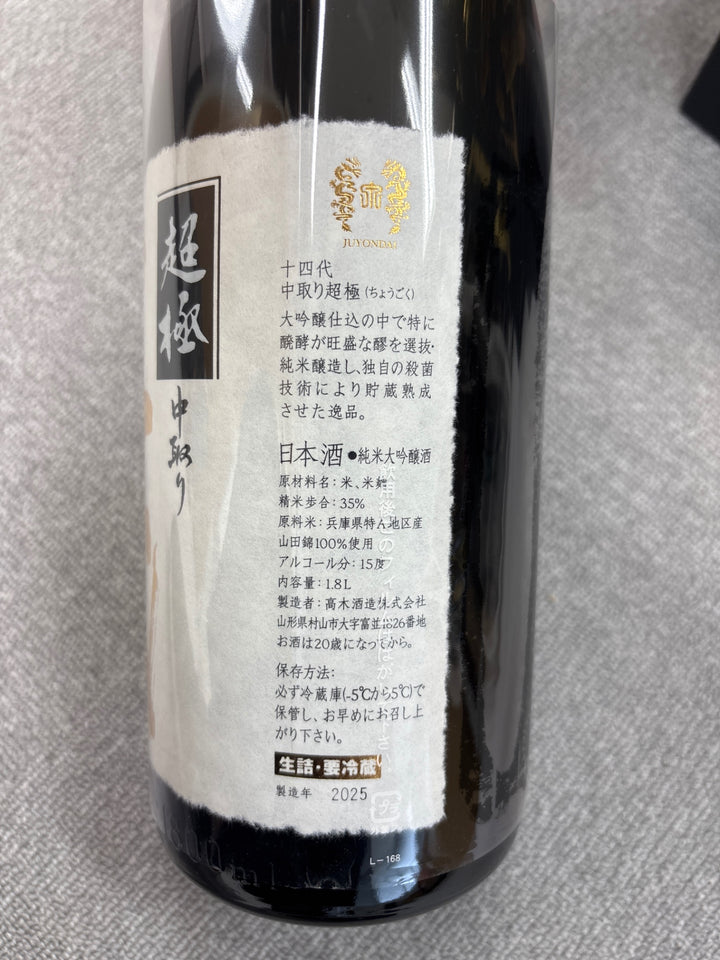 超極
中取り
JUYONDAI
十四代
中取り超極(ちょうごく)
大吟醸仕込の中で特に
醗酵が旺盛な醪を選抜・
純米醸造し、独自の殺菌
技術により貯蔵熟成
させた逸品。
日本酒●純米大吟醸酒
原材料名：米、米麹
精米歩合：35%
原料米：兵庫県特A地区産
山田錦100%使用
アルコール分：15度
内容量：1.8L
製造者：高木酒造株式会社
山形県村山市大字富並1826番地
お酒は20歳になってから。
保存方法：
必ず冷蔵庫(-5℃から5℃)で
保管し、お早めにお召し上
がり下さい。
生詰・要冷蔵
製造年 2025
プラ
L-168
1800ml